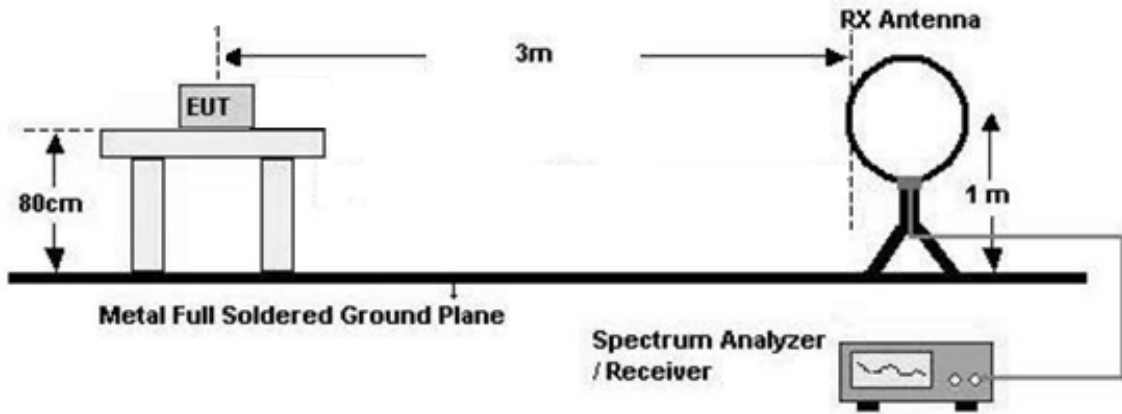 RX Antenna
3m
EUT
80cm
1 m
Metal Full Soldered Ground Plane
Spectrum Analyzer
/ Receiver